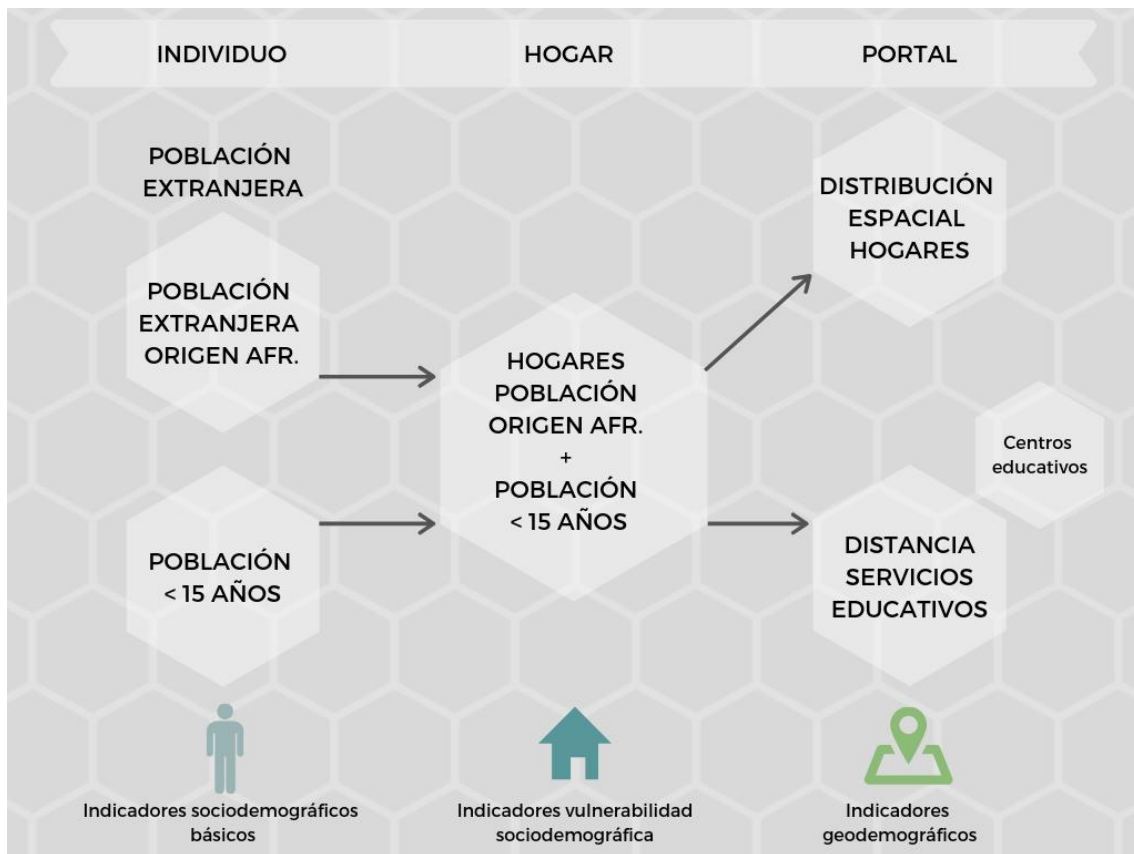 INDIVIDUO
HOGAR
PORTAL
POBLACIÓN
EXTRANJERA
POBLACIÓN
EXTRANJERA
ORIGEN AFR.
POBLACIÓN
< 15 AÑOS
HOGARES
POBLACIÓN
ORIGEN AFR.
+
POBLACIÓN
< 15 AÑOS
DISTRIBUCIÓN
ESPACIAL
HOGARES
Centros
educativos
DISTANCIA
SERVICIOS
EDUCATIVOS
Indicadores sociodemográficos
básicos
Indicadores vulnerabilidad
sociodemográfica
Indicadores
geodemográficos